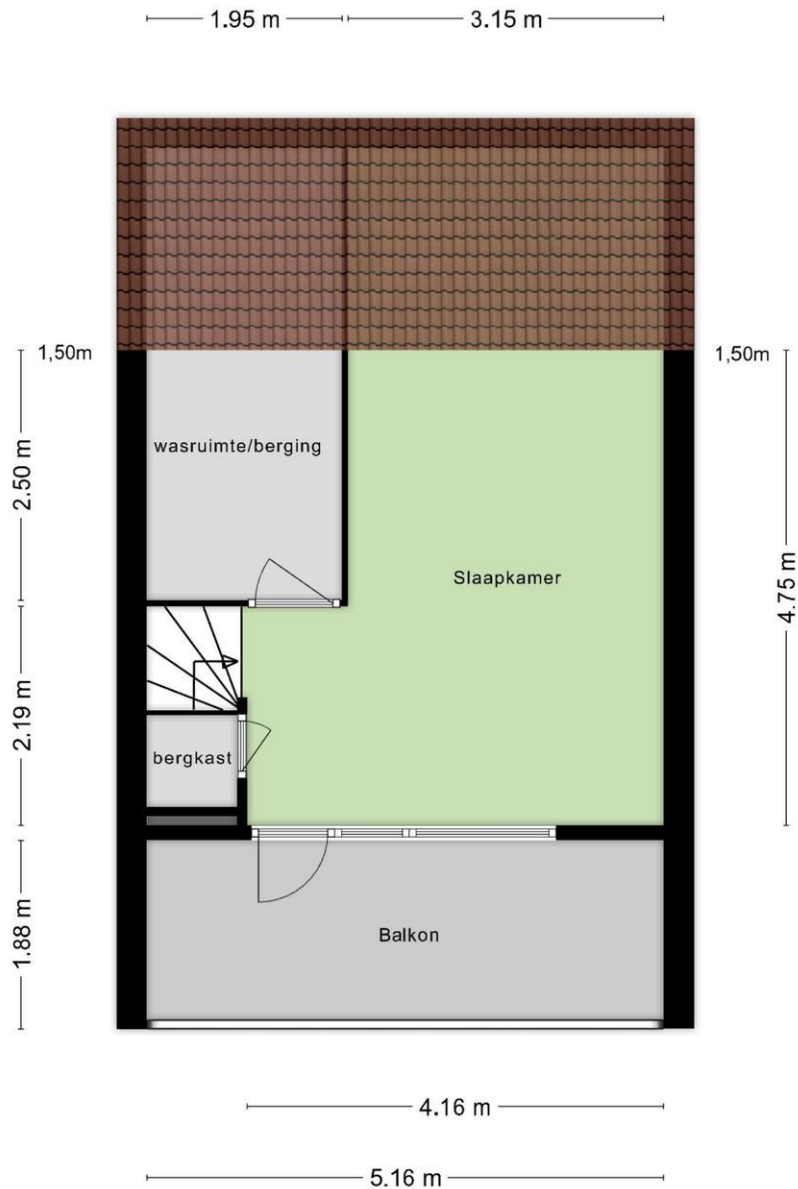 1.95 m
3.15 m
1,50m
1,50m
2.50 m
wasruimte/berging
4.75 m
Slaapkamer
2.19 m
bergkast
1.88 m
Balkon
4.16 m
5.16 m